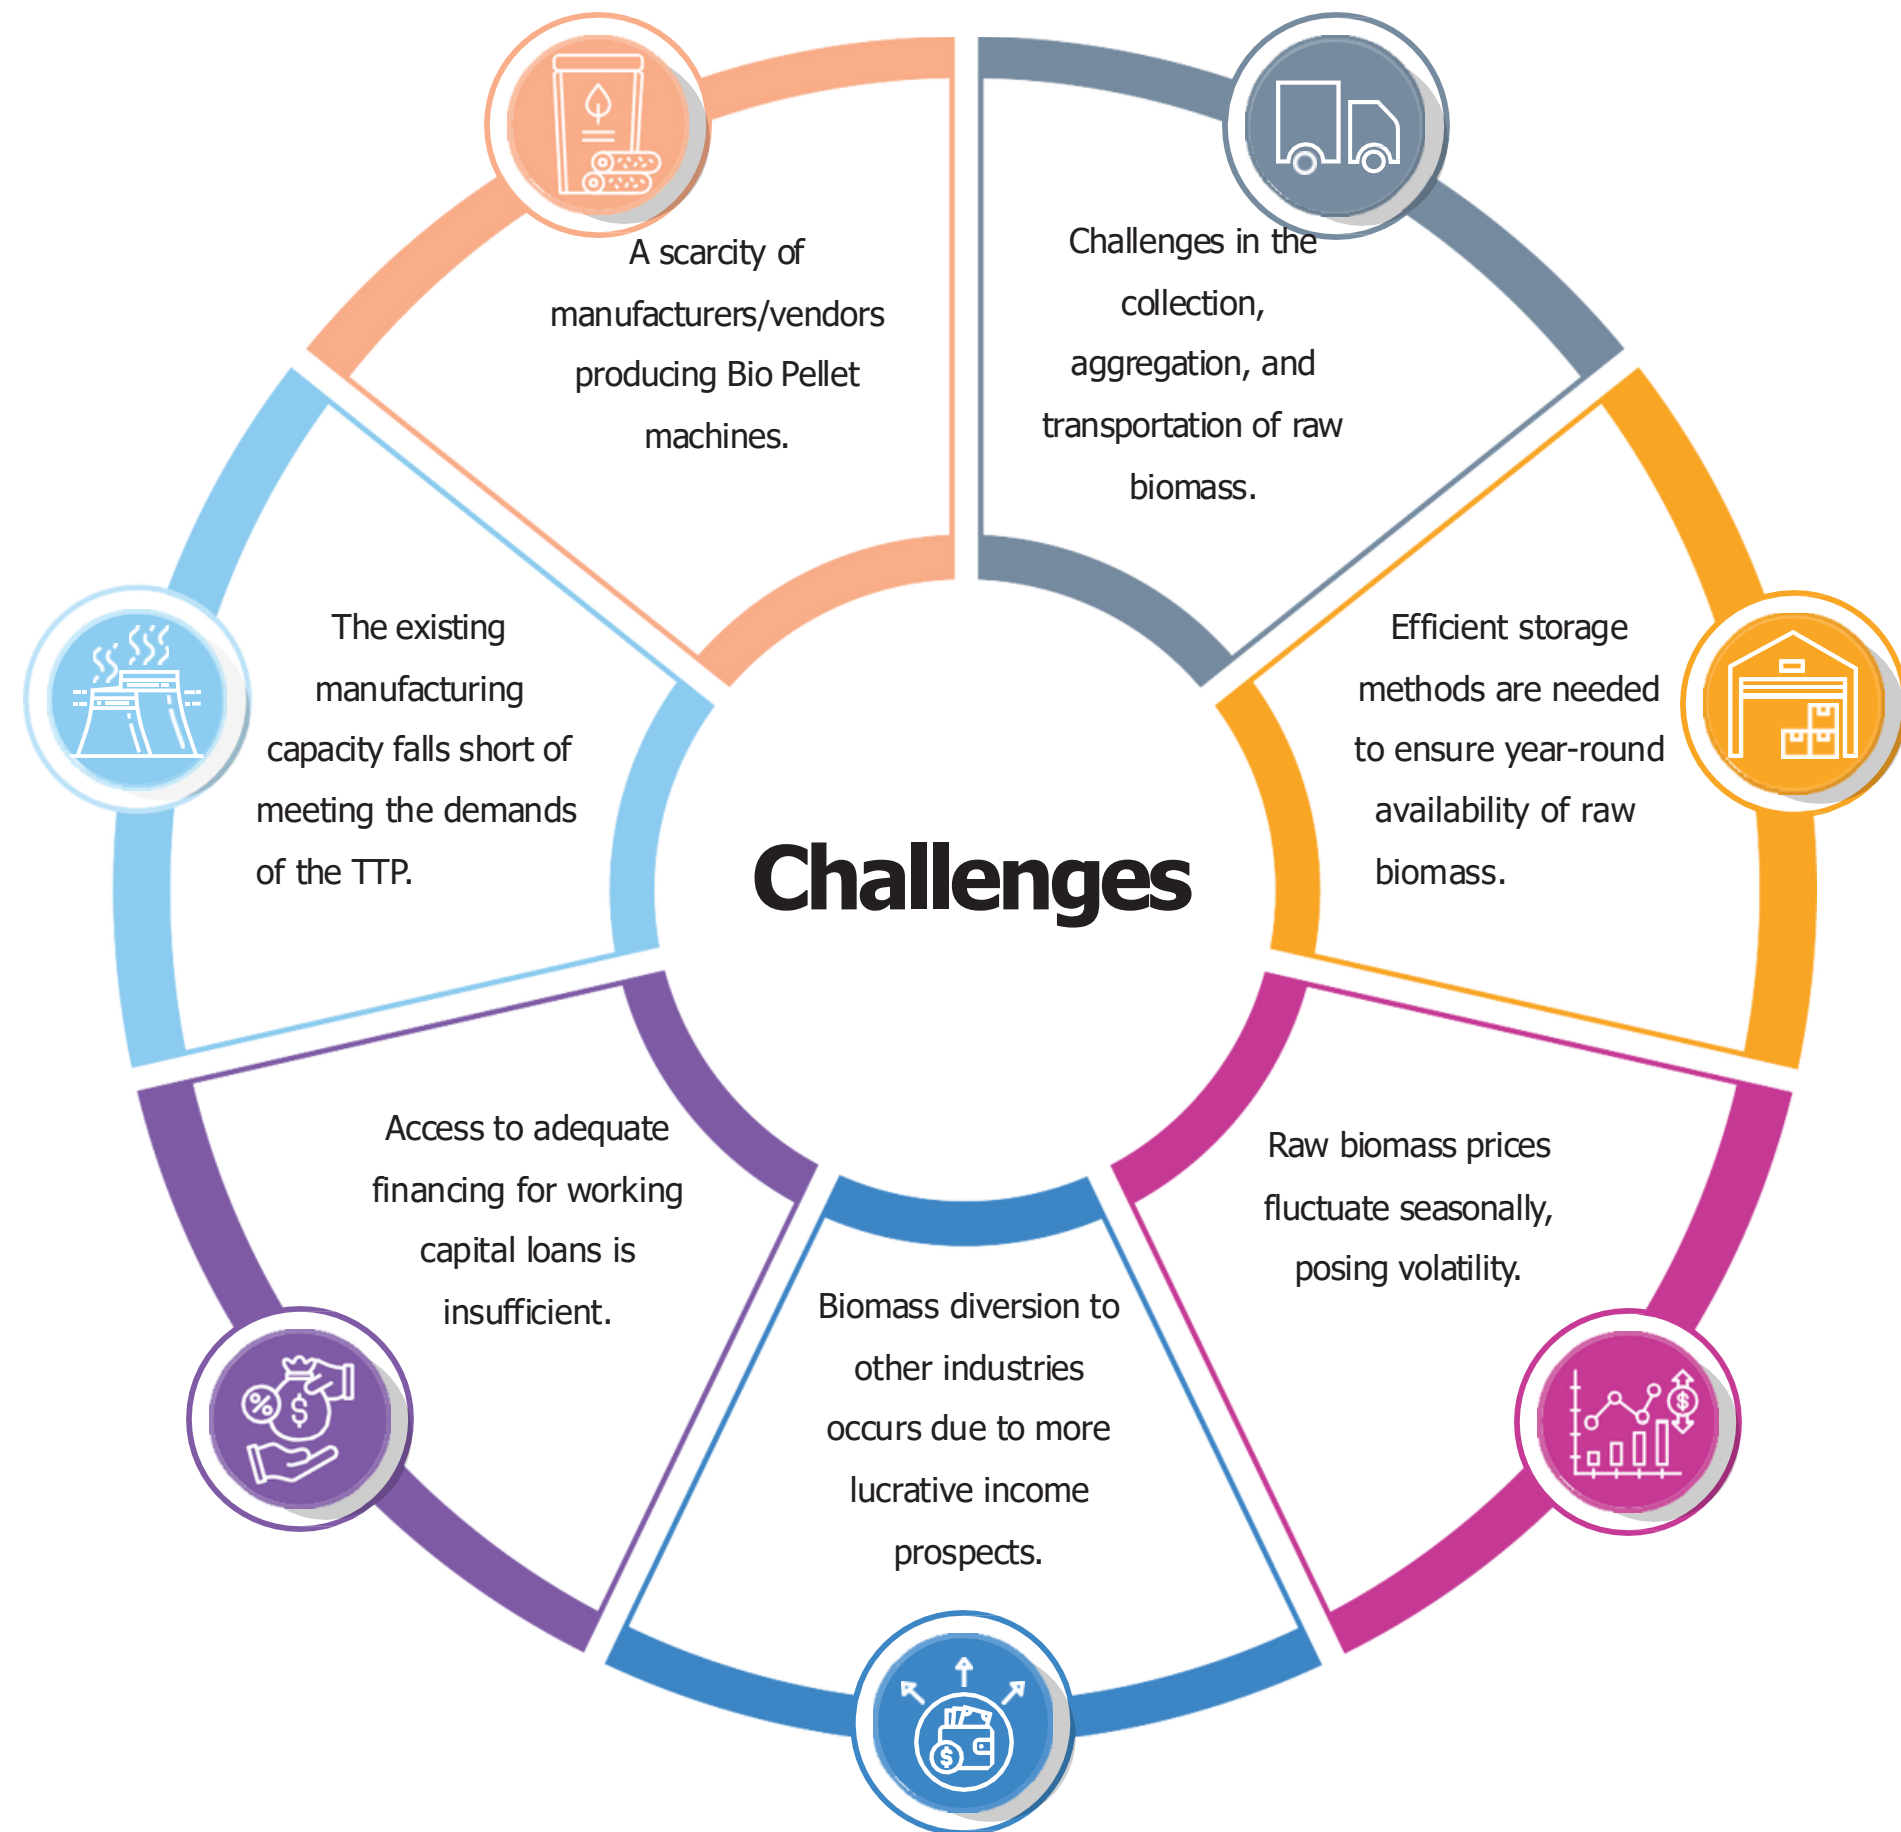 Challenges
Challenges in the
collection,
aggregation, and
transportation of raw
biomass.
Efficient storage
methods are needed
to ensure year-round
availability of raw
biomass.
Raw biomass prices
fluctuate seasonally,
posing volatility.
Biomass diversion to
other industries
occurs due to more
lucrative income
prospects.
Access to adequate
financing for working
capital loans is
insufficient.
The existing
manufacturing
capacity falls short of
meeting the demands
of the TTP.
A scarcity of
manufacturers/vendors
producing Bio Pellet
machines.